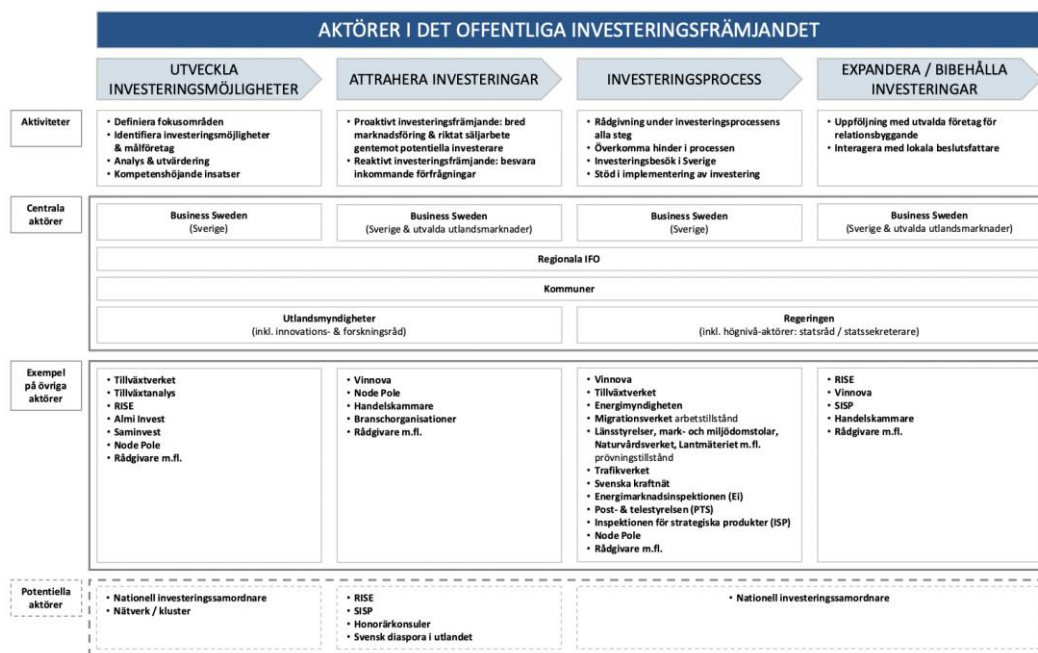 AKTÖRER I DET OFFENTLIGA INVESTERINGSFRÄMJANDET
UTVECKLA
INVESTERINGSMÖJLIGHETER
ATTRAHERA INVESTERINGAR
INVESTERINGSPROCESS
EXPANDERA / BIBEHÅLLA
INVESTERINGAR
Aktiviteter
• Definiera fokusområden
• Identifiera investeringsmöjligheter
& målföretag
• Analys & utvärdering
• Kompetenshöjande insatser
• Proaktivt investeringsfrämjande: bred
marknadsföring & riktat säljarbete
gentemot potentiella investerare
• Reaktivt investeringsfrämjande: besvara
inkommande förfrågningar
• Rådgivning under investeringsprocessens
alla steg
• Överkomma hinder i processen
• Investeringsbesök i Sverige
• Stöd i implementering av investering
• Uppföljning med utvalda företag för
relationsbyggande
• Interagera med lokala beslutsfattare
Centrala
aktörer
Business Sweden
(Sverige)
Business Sweden
(Sverige & utvalda utlandsmarknader)
Business Sweden
(Sverige)
Business Sweden
(Sverige & utvalda utlandsmarknader)
Regionala IFO
Kommuner
Utlandsmyndigheter
(inkl. innovations- & forskningsråd)
Regeringen
(inkl. högnivå-aktörer: statsråd / statssekreterare)
Exempel
på övriga
aktörer
• Tillväxtverket
• Tillväxtanalys
• RISE
• Almi Invest
• Saminvest
• Node Pole
• Rådgivare m.fl.
• Vinnova
• Node Pole
• Handelskammare
• Branschorganisationer
• Rådgivare m.fl.
• Vinnova
• Tillväxtverket
• Energimyndigheten
• Migrationsverket arbetstillstånd
• Länsstyrelser, mark- och miljödomstolar,
Naturvårdsverket, Lantmäteriet m.fl.
prövningstillstånd
• Trafikverket
• Svenska kraftnät
• Energimarknadsinspektionen (Ei)
• Post- & telestyrelsen (PTS)
• Inspektionen för strategiska produkter (ISP)
• Node Pole
• Rådgivare m.fl.
• RISE
• Vinnova
• SISP
• Handelskammare
• Rådgivare m.fl.
Potentiella
aktörer
• Nationell investeringssamordnare
• Nätverk / kluster
• RISE
• SISP
• Honorärkonsuler
• Svensk diaspora i utlandet
• Nationell investeringssamordnare